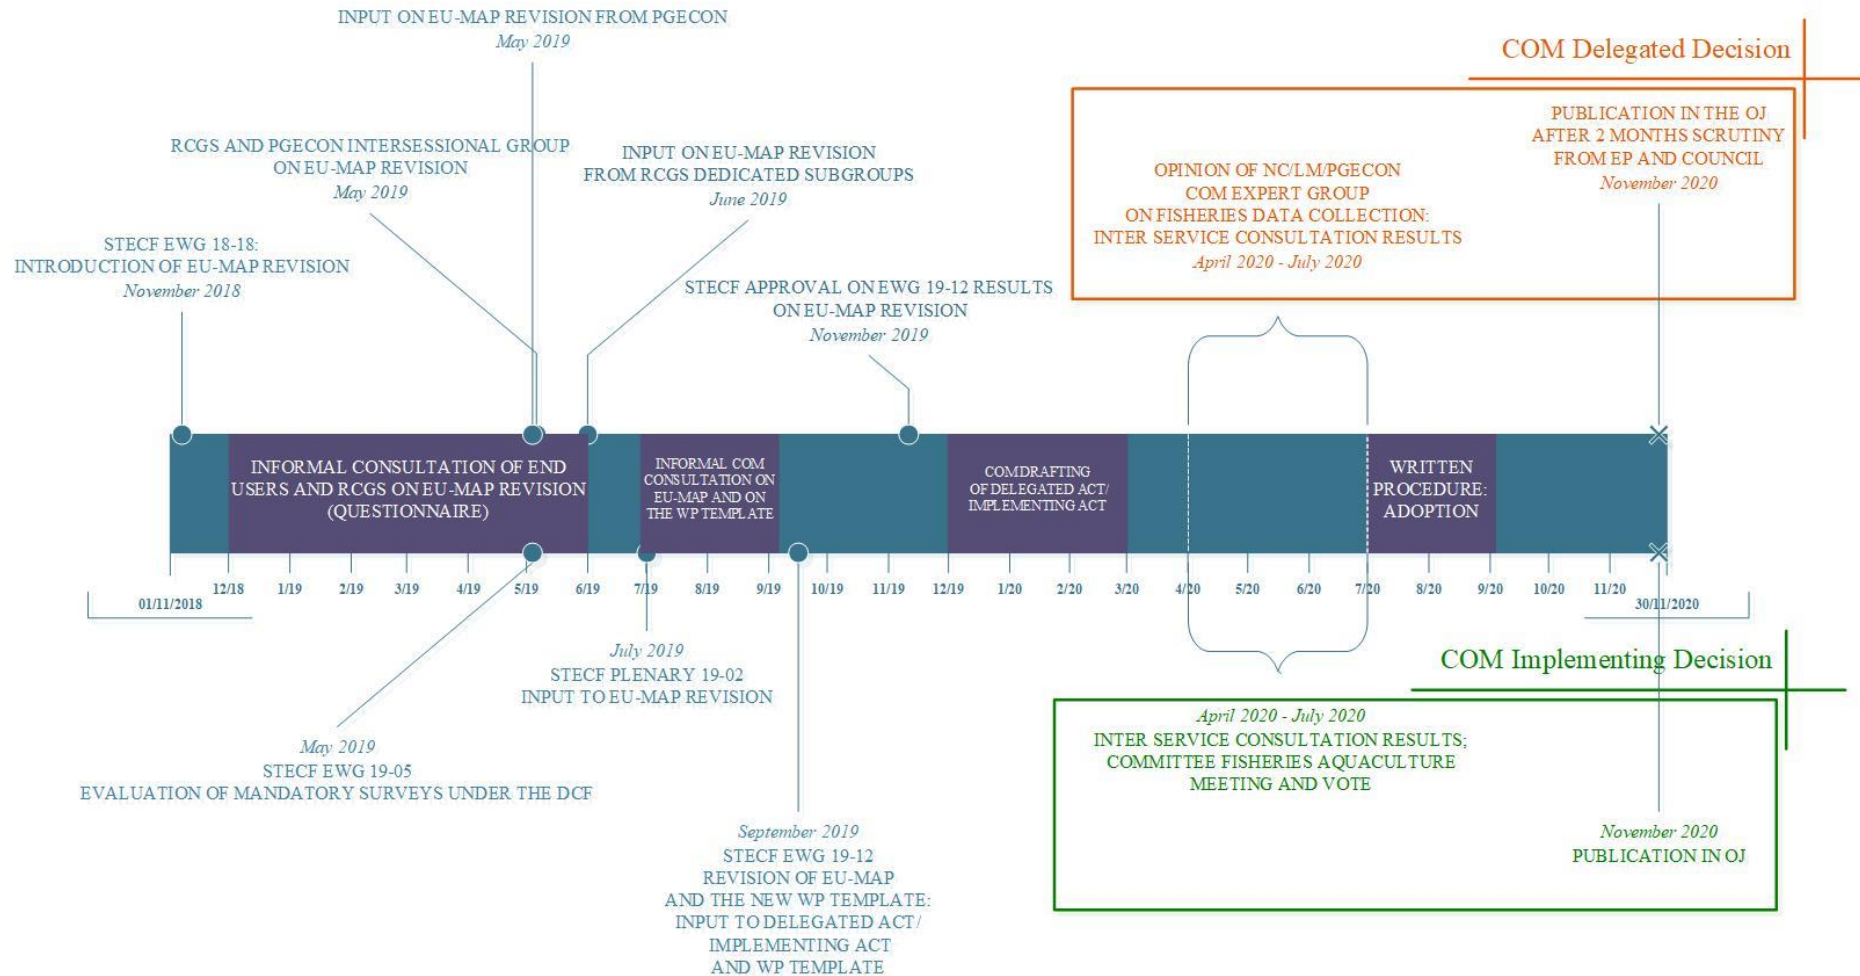 INPUT ON EU-MAP REVISION FROM PGECON
May 2019
COM Delegated Decision
RCGS AND PGECON INTERSESSIONAL GROUP
ON EU-MAP REVISION
May 2019
INPUT ON EU-MAP REVISION
FROM RCGS DEDICATED SUBGROUPS
June 2019
PUBLICATION IN THE OJ
AFTER 2 MONTHS SCRUTINY
FROM EP AND COUNCIL
November 2020
OPINION OF NC/LM/PGECON
COM EXPERT GROUP
ON FISHERIES DATA COLLECTION:
INTER SERVICE CONSULTATION RESULTS
April 2020 - July 2020
STECF EWG 18-18:
INTRODUCTION OF EU-MAP REVISION
November 2018
STECF APPROVAL ON EWG 19-12 RESULTS
ON EU-MAP REVISION
November 2019
INFORMAL CONSULTATION OF END
USERS AND RCGS ON EU-MAP REVISION
(QUESTIONNAIRE)
INFORMAL COM
CONSULTATION ON
EU-MAP AND ON
THE WP TEMPLATE
COM DRAFTING
OF DELEGATED ACT/
IMPLEMENTING ACT
WRITTEN
PROCEDURE:
ADOPTION
12/18 1/19 2/19 3/19 4/19 5/19 6/19 7/19 8/19 9/19 10/19 11/19 12/19 1/20 2/20 3/20 4/20 5/20 6/20 7/20 8/20 9/20 10/20 11/20
01/11/2018
30/11/2020
July 2019
STECF PLENARY 19-02
INPUT TO EU-MAP REVISION
COM Implementing Decision
May 2019
STECF EWG 19-05
EVALUATION OF MANDATORY SURVEYS UNDER THE DCF
April 2020 - July 2020
INTER SERVICE CONSULTATION RESULTS;
COMMITTEE FISHERIES AQUACULTURE
MEETING AND VOTE
September 2019
STECF EWG 19-12
REVISION OF EU-MAP
AND THE NEW WP TEMPLATE:
INPUT TO DELEGATED ACT/
IMPLEMENTING ACT
AND WP TEMPLATE
November 2020
PUBLICATION IN OJ